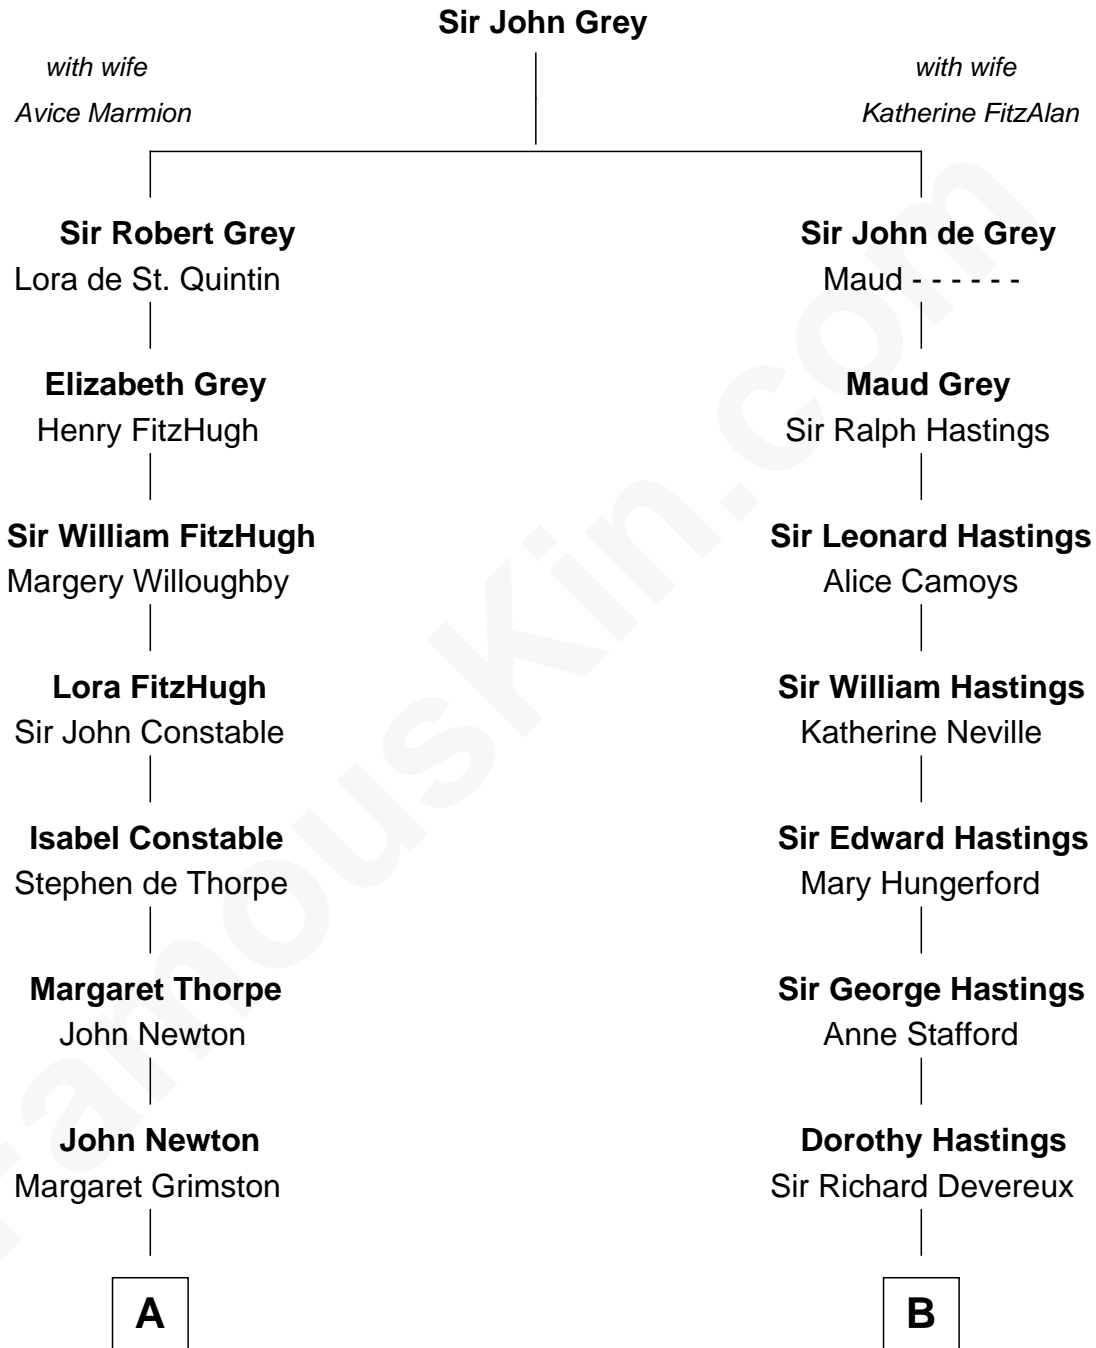 Sir John Grey
with wife
Avice Marmion
with wife
Katherine FitzAlan
Sir Robert Grey
Lora de St. Quintin
Sir John de Grey
Maud - - - - - -
Elizabeth Grey
Henry FitzHugh
Maud Grey
Sir Ralph Hastings
Sir William FitzHugh
Margery Willoughby
Sir Leonard Hastings
Alice Camoys
Lora FitzHugh
Sir John Constable
Sir William Hastings
Katherine Neville
Isabel Constable
Stephen de Thorpe
Sir Edward Hastings
Mary Hungerford
Margaret Thorpe
John Newton
Sir George Hastings
Anne Stafford
John Newton
Margaret Grimston
Dorothy Hastings
Sir Richard Devereux
A
B
FamousKin.com